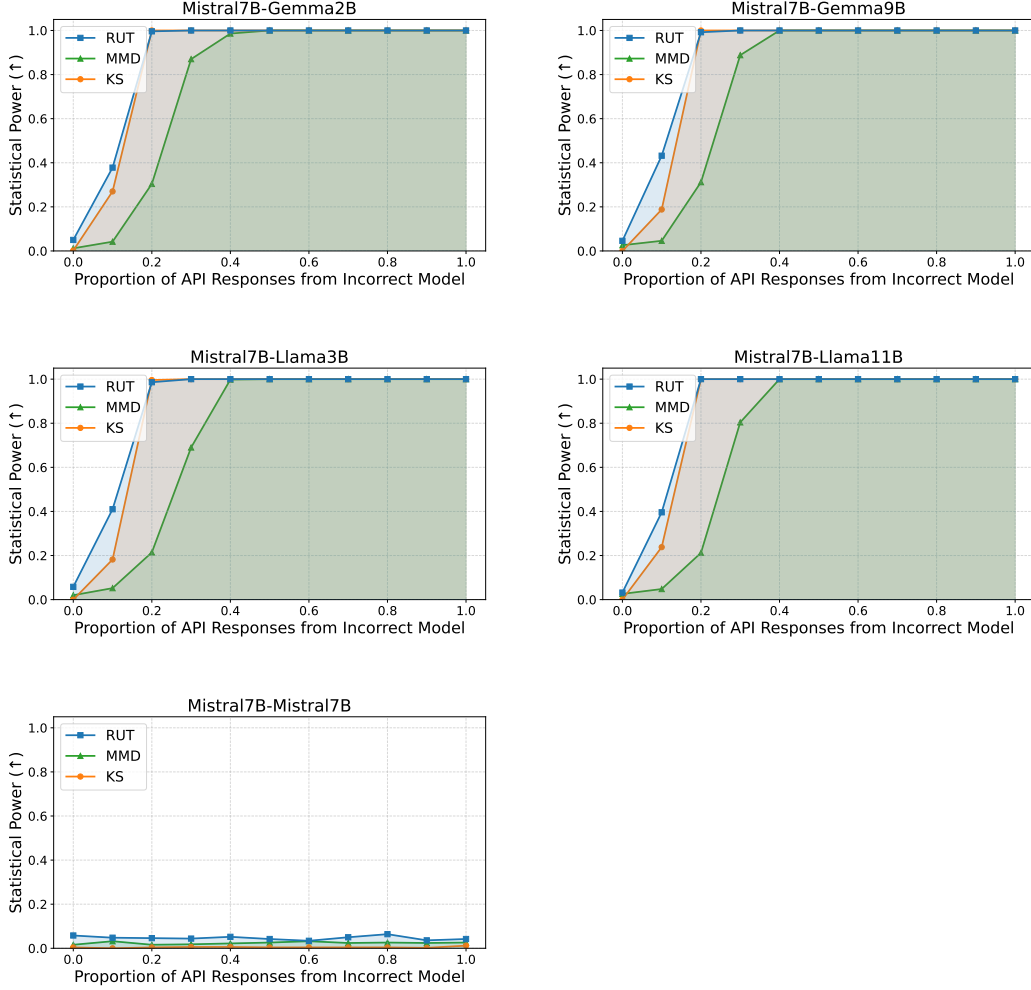 Mistral7B-Gemma2B
1.0
0.8
0.6
0.4
0.2
0.0
Statistical Power (↑)
RUT
MMD
KS
0.0 0.2 0.4 0.6 0.8 1.0
Proportion of API Responses from Incorrect Model
Mistral7B-Gemma9B
1.0
0.8
0.6
0.4
0.2
0.0
Statistical Power (↑)
RUT
MMD
KS
0.0 0.2 0.4 0.6 0.8 1.0
Proportion of API Responses from Incorrect Model
Mistral7B-Llama3B
1.0
0.8
0.6
0.4
0.2
0.0
Statistical Power (↑)
RUT
MMD
KS
0.0 0.2 0.4 0.6 0.8 1.0
Proportion of API Responses from Incorrect Model
Mistral7B-Llama11B
1.0
0.8
0.6
0.4
0.2
0.0
Statistical Power (↑)
RUT
MMD
KS
0.0 0.2 0.4 0.6 0.8 1.0
Proportion of API Responses from Incorrect Model
Mistral7B-Mistral7B
1.0
0.8
0.6
0.4
0.2
0.0
Statistical Power (↑)
RUT
MMD
KS
0.0 0.2 0.4 0.6 0.8 1.0
Proportion of API Responses from Incorrect Model